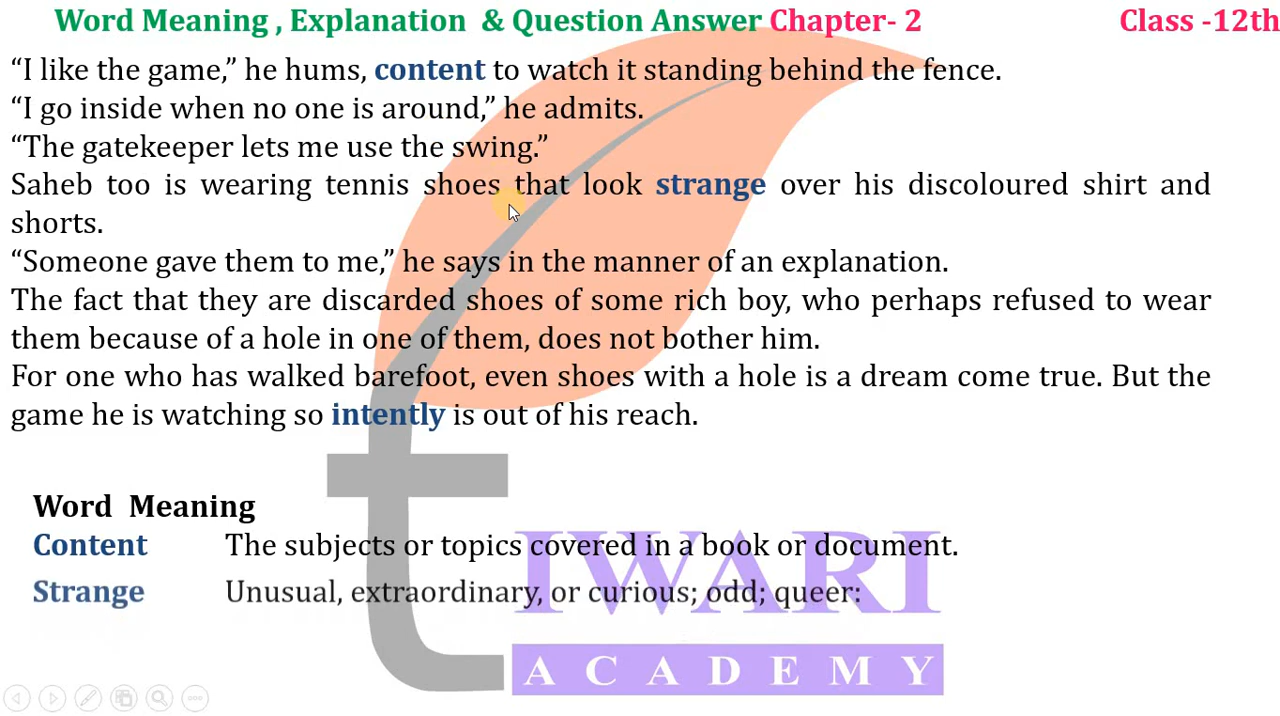 Word Meaning , Explanation & Question Answer Chapter- 2 Class -12th
“I like the game,” he hums, content to watch it standing behind the fence.
“I go inside when no one is around,” he admits.
“The gatekeeper lets me use the swing.”
Saheb too is wearing tennis shoes that look strange over his discoloured shirt and
shorts.
“Someone gave them to me,” he says in the manner of an explanation.
The fact that they are discarded shoes of some rich boy, who perhaps refused to wear
them because of a hole in one of them, does not bother him.
For one who has walked barefoot, even shoes with a hole is a dream come true. But the
game he is watching so intently is out of his reach.
Word Meaning
Content The subjects or topics covered in a book or document.
Strange Unusual, extraordinary, or curious; odd; queer:
tIWARI
ACADEMY